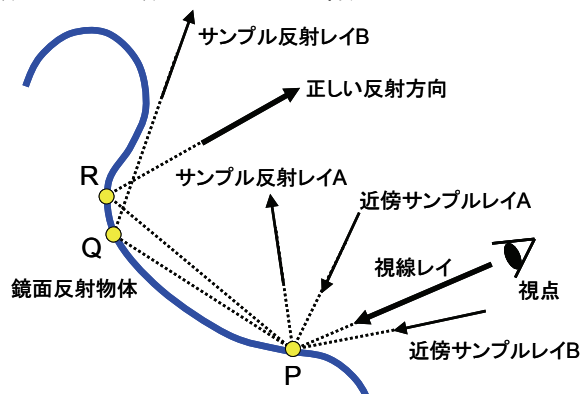 サンプル反射レイB
正しい反射方向
R
サンプル反射レイA
近傍サンプルレイA
Q
視線レイ
鏡面反射物体
視点
近傍サンプルレイB
P